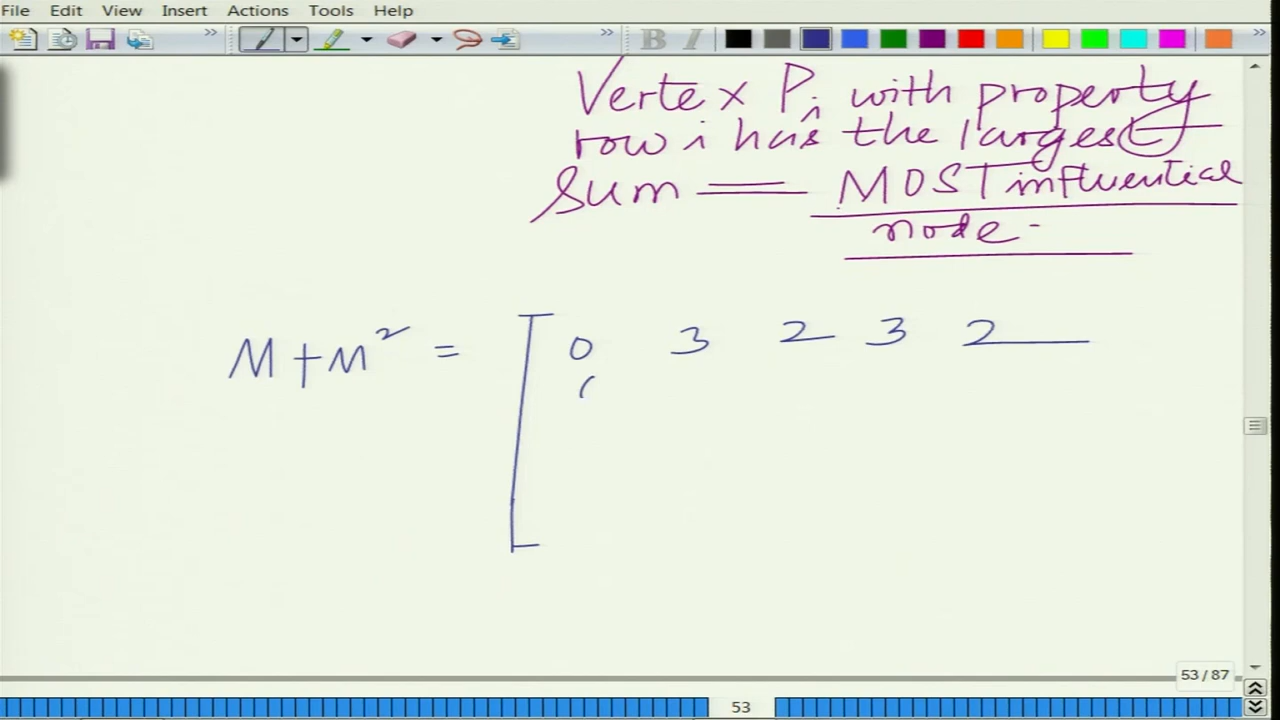 File Edit View Insert Actions Tools Help
B I
Vertex Pi with property
row i has the largest
Sum = MOST influential
node.
M+M² = [ 0 3 2 3 2
53 / 87
53